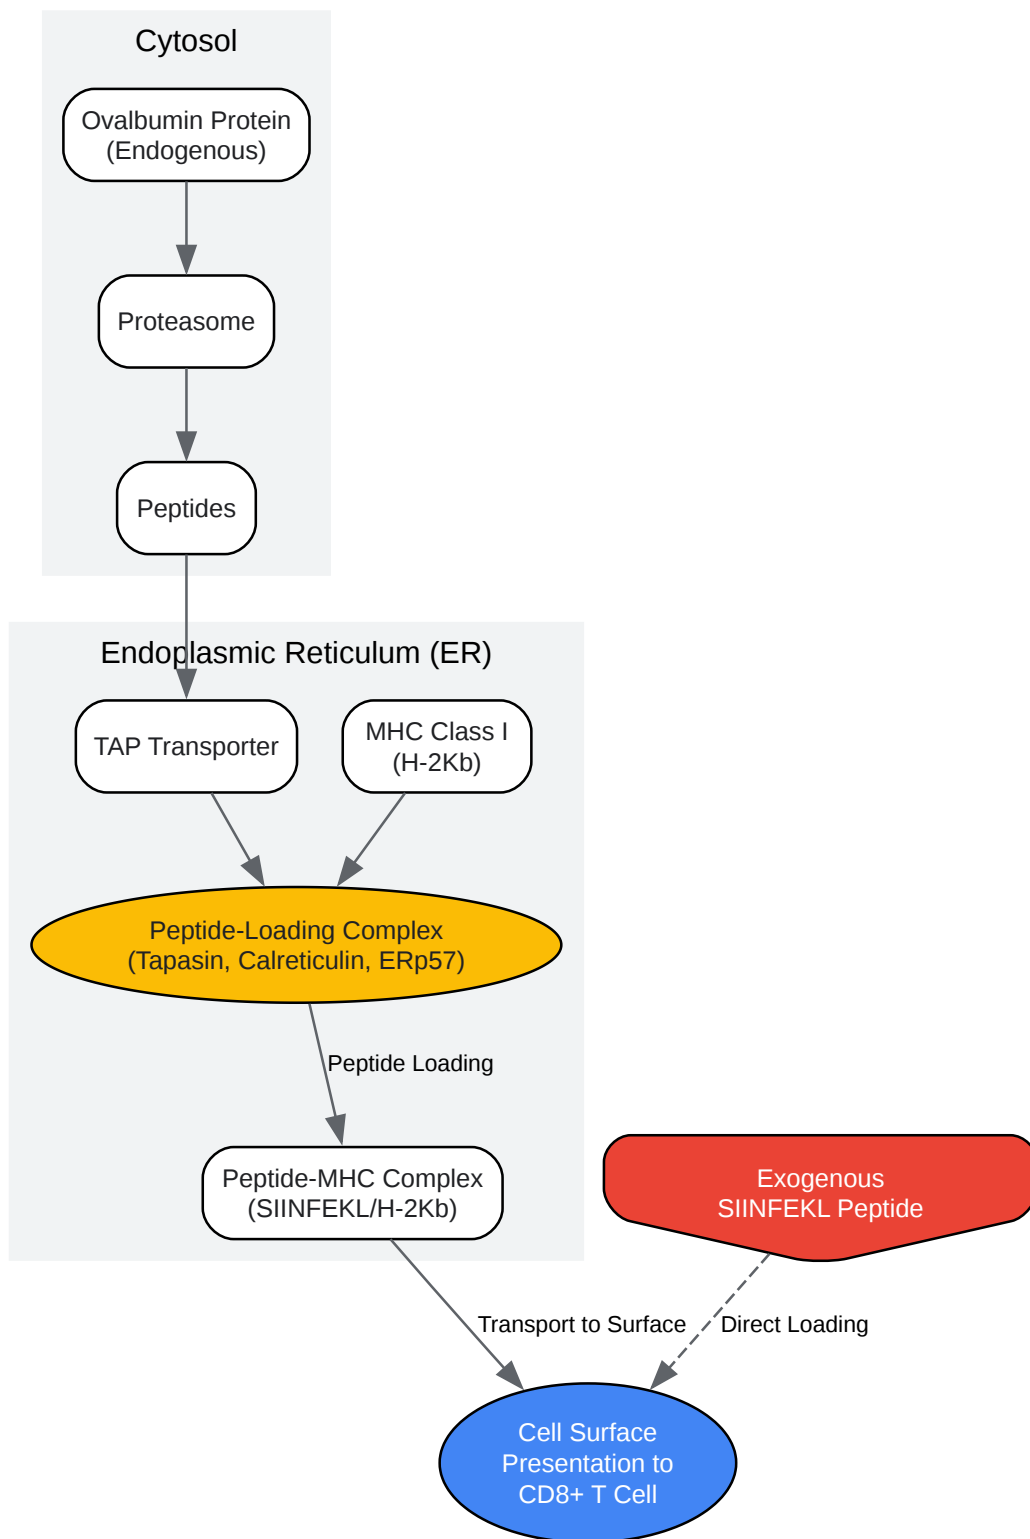 Cytosol
Ovalbumin Protein
(Endogenous)
Proteasome
Peptides
Endoplasmic Reticulum (ER)
TAP Transporter
MHC Class I
(H-2Kb)
Peptide-Loading Complex
(Tapasin, Calreticulin, ERp57)
Peptide Loading
Peptide-MHC Complex
(SIINFEKL/H-2Kb)
Exogenous
SIINFEKL Peptide
Transport to Surface
Direct Loading
Cell Surface
Presentation to
CD8+ T Cell